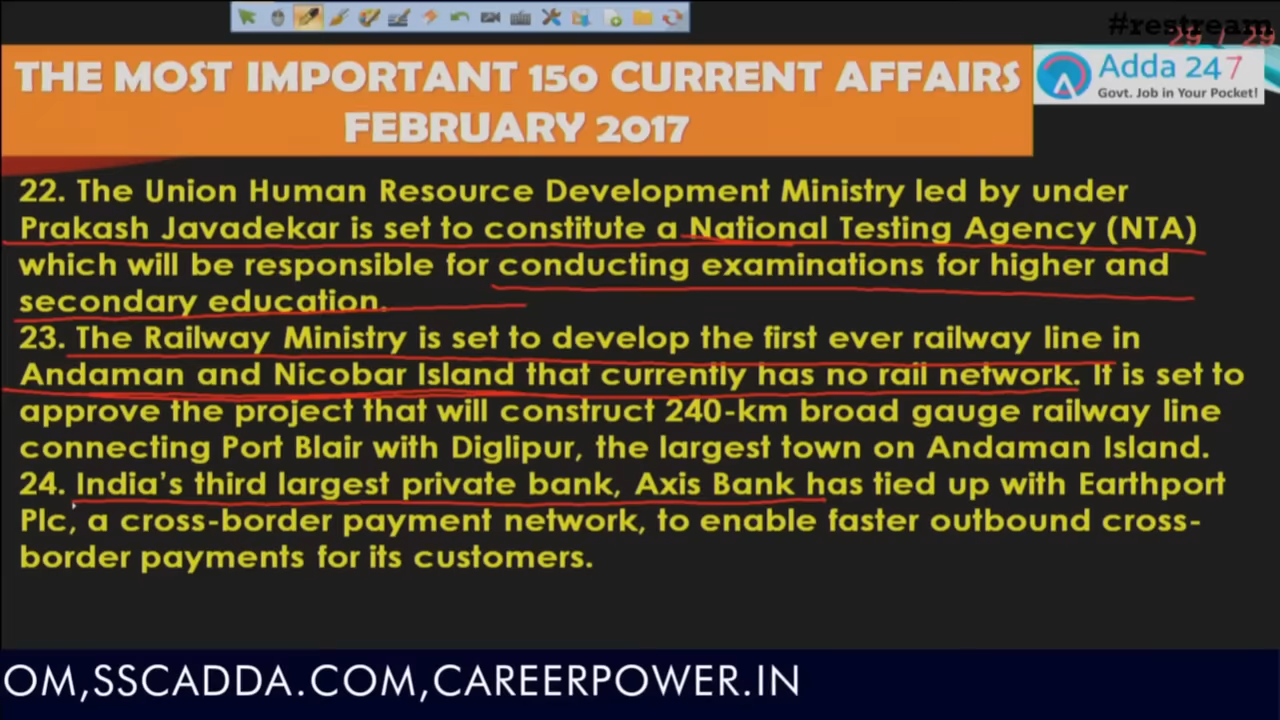 #restream
29 / 29
THE MOST IMPORTANT 150 CURRENT AFFAIRS
FEBRUARY 2017
Adda 247
Govt. Job in Your Pocket!
22. The Union Human Resource Development Ministry led by under
Prakash Javadekar is set to constitute a National Testing Agency (NTA)
which will be responsible for conducting examinations for higher and
secondary education.
23. The Railway Ministry is set to develop the first ever railway line in
Andaman and Nicobar Island that currently has no rail network. It is set to
approve the project that will construct 240-km broad gauge railway line
connecting Port Blair with Diglipur, the largest town on Andaman Island.
24. India's third largest private bank, Axis Bank has tied up with Earthport
Plc, a cross-border payment network, to enable faster outbound cross-
border payments for its customers.
OM,SSCADDA.COM,CAREERPOWER.IN